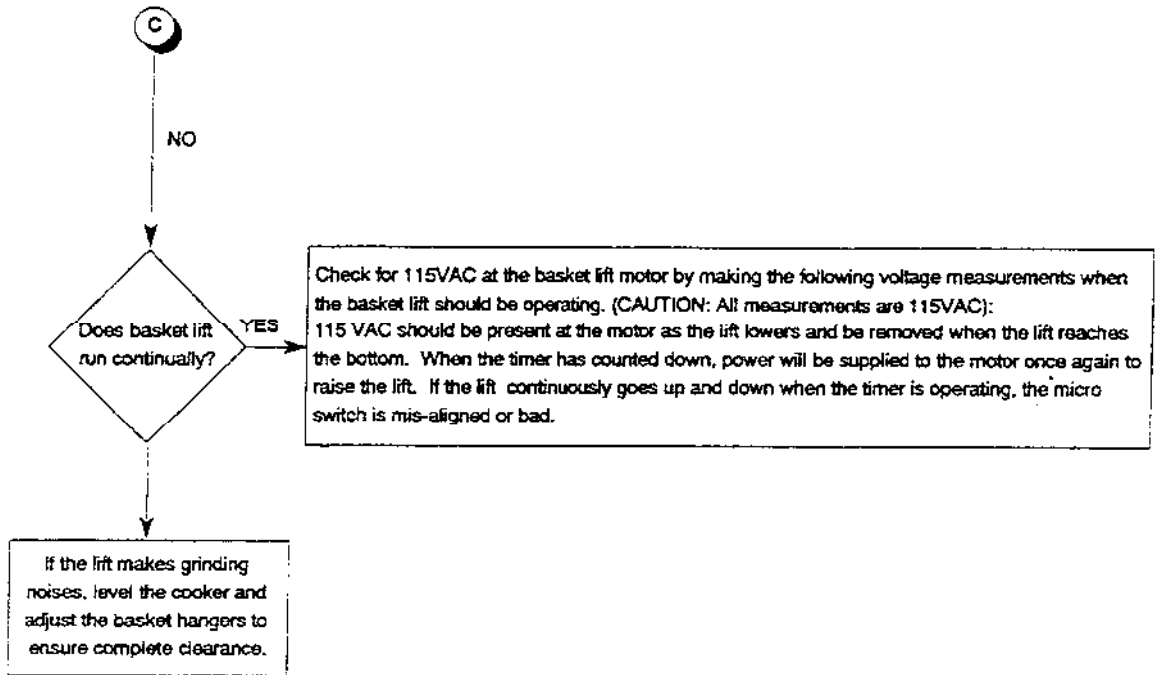 C
NO
Does basket lift
run continually?
YES
Check for 115VAC at the basket lift motor by making the following voltage measurements when
the basket lift should be operating. (CAUTION: All measurements are 115VAC):
115 VAC should be present at the motor as the lift lowers and be removed when the lift reaches
the bottom. When the timer has counted down, power will be supplied to the motor once again to
raise the lift. If the lift continuously goes up and down when the timer is operating, the micro
switch is mis-aligned or bad.
If the lift makes grinding
noises, level the cooker and
adjust the basket hangers to
ensure complete clearance.